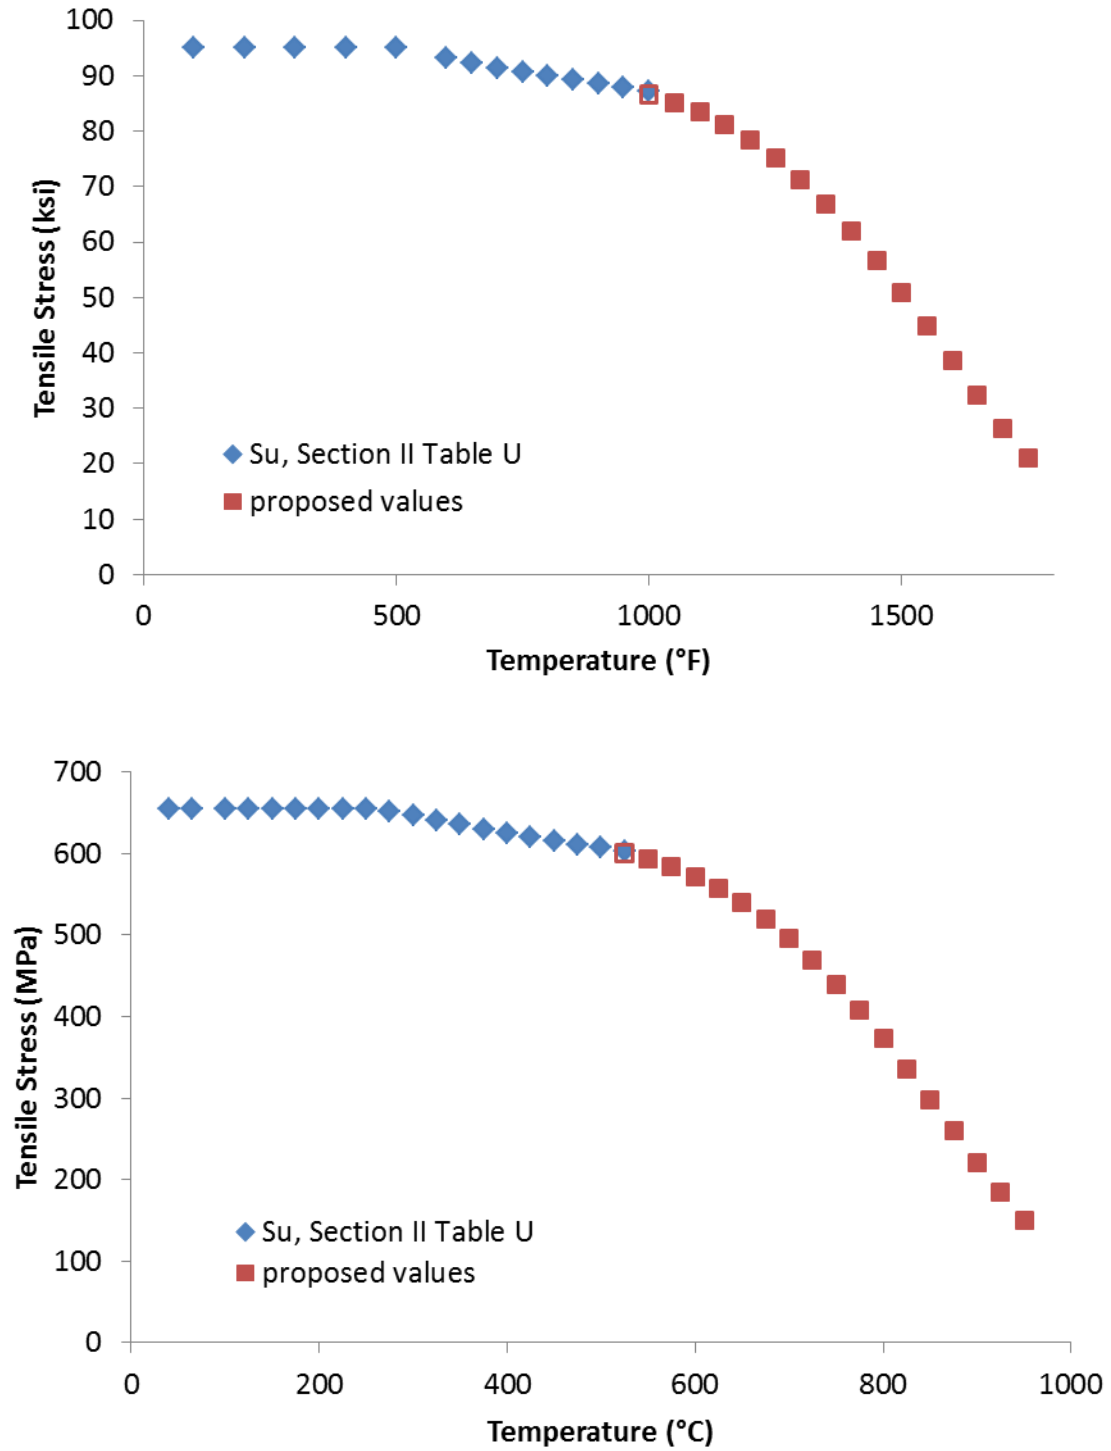 100
90
80
70
60
50
40
30
20
10
0
Tensile Stress (ksi)
Su, Section II Table U
proposed values
0 500 1000 1500
Temperature (°F)
700
600
500
400
300
200
100
0
Tensile Stress (MPa)
Su, Section II Table U
proposed values
0 200 400 600 800 1000
Temperature (°C)